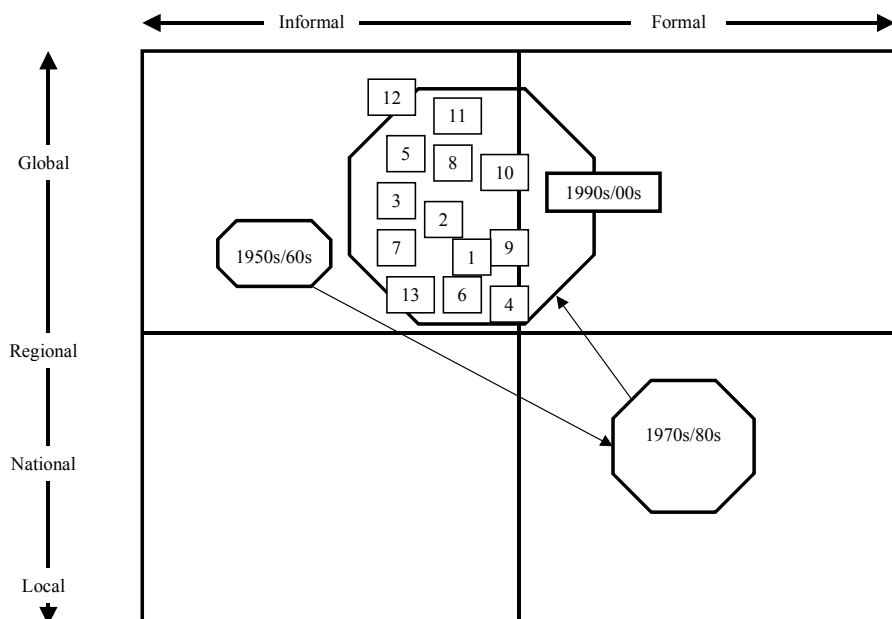 Informal
Formal
12
11
Global
5
8
10
1990s/00s
3
2
1950s/60s
7
1
9
13
6
4
Regional
1970s/80s
National
Local